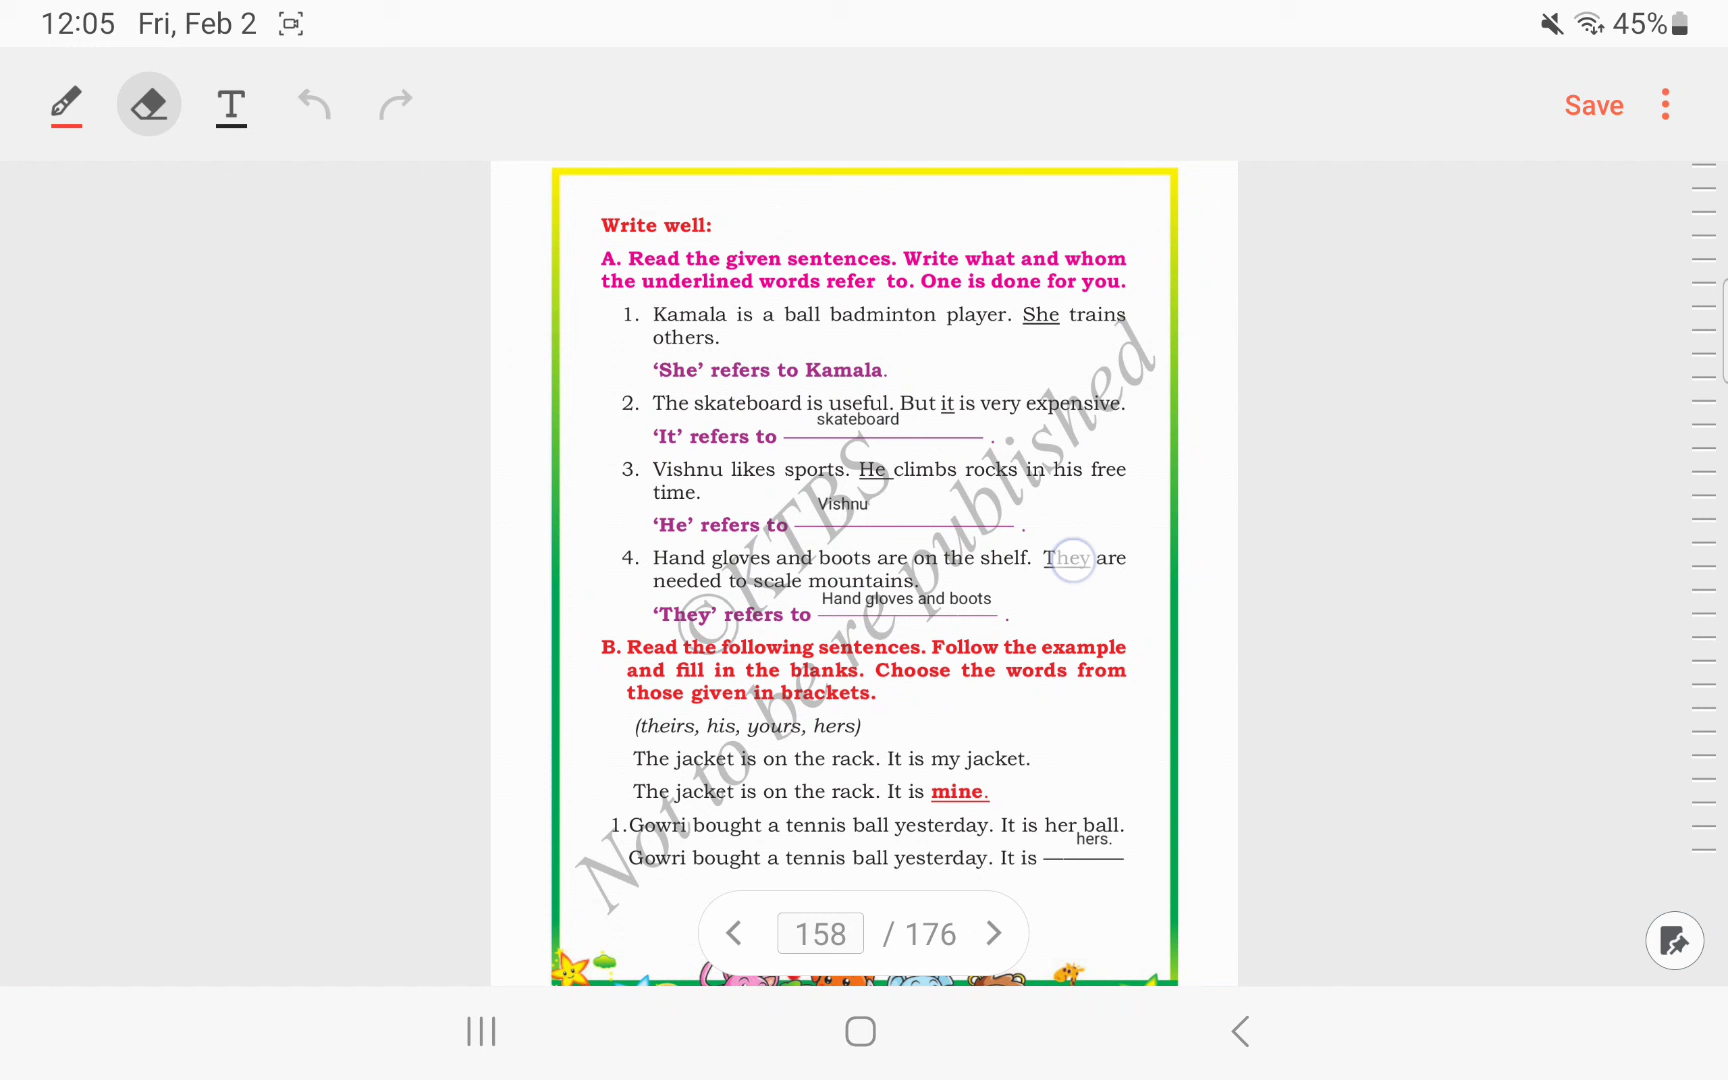 12:05 Fri, Feb 2 45%
T Save
Write well:
A. Read the given sentences. Write what and whom
the underlined words refer to. One is done for you.
1. Kamala is a ball badminton player. She trains
others.
‘She’ refers to Kamala.
2. The skateboard is useful. But it is very expensive.
skateboard
‘It’ refers to .
3. Vishnu likes sports. He climbs rocks in his free
time.
Vishnu
‘He’ refers to .
4. Hand gloves and boots are on the shelf. They are
needed to scale mountains.
Hand gloves and boots
‘They’ refers to .
B. Read the following sentences. Follow the example
and fill in the blanks. Choose the words from
those given in brackets.
(theirs, his, yours, hers)
The jacket is on the rack. It is my jacket.
The jacket is on the rack. It is mine.
1.Gowri bought a tennis ball yesterday. It is her ball.
hers.
Gowri bought a tennis ball yesterday. It is
©KTBS
Not to be re published
158 / 176